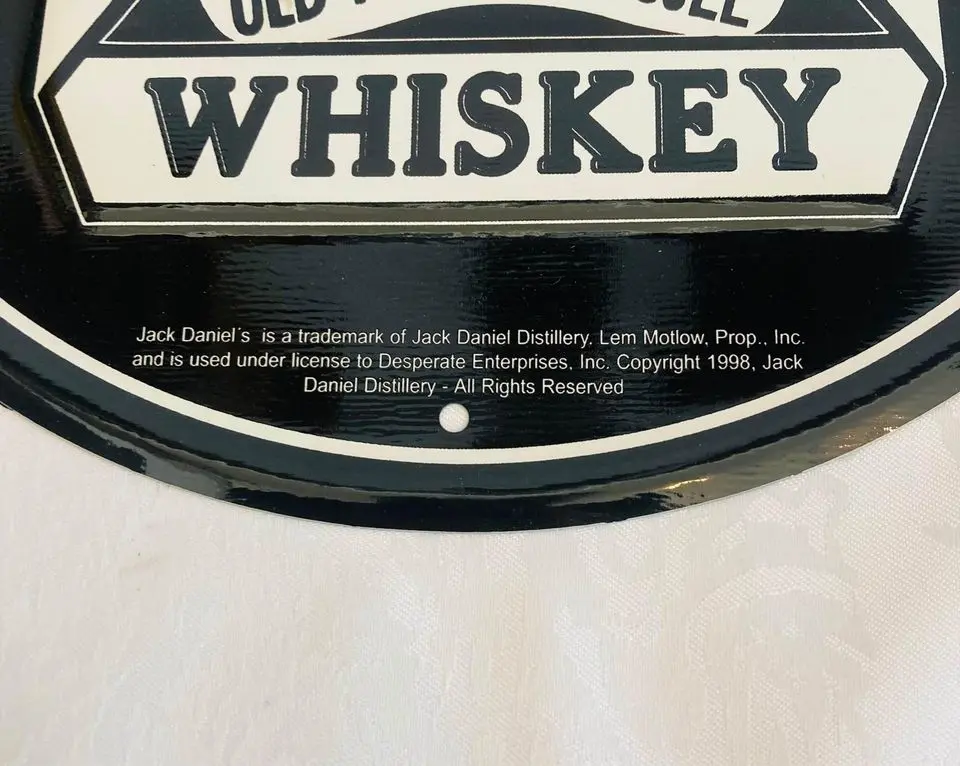 OLD
WHISKEY
Jack Daniel's is a trademark of Jack Daniel Distillery, Lem Motlow, Prop., Inc.
and is used under license to Desperate Enterprises, Inc. Copyright 1998, Jack
Daniel Distillery - All Rights Reserved